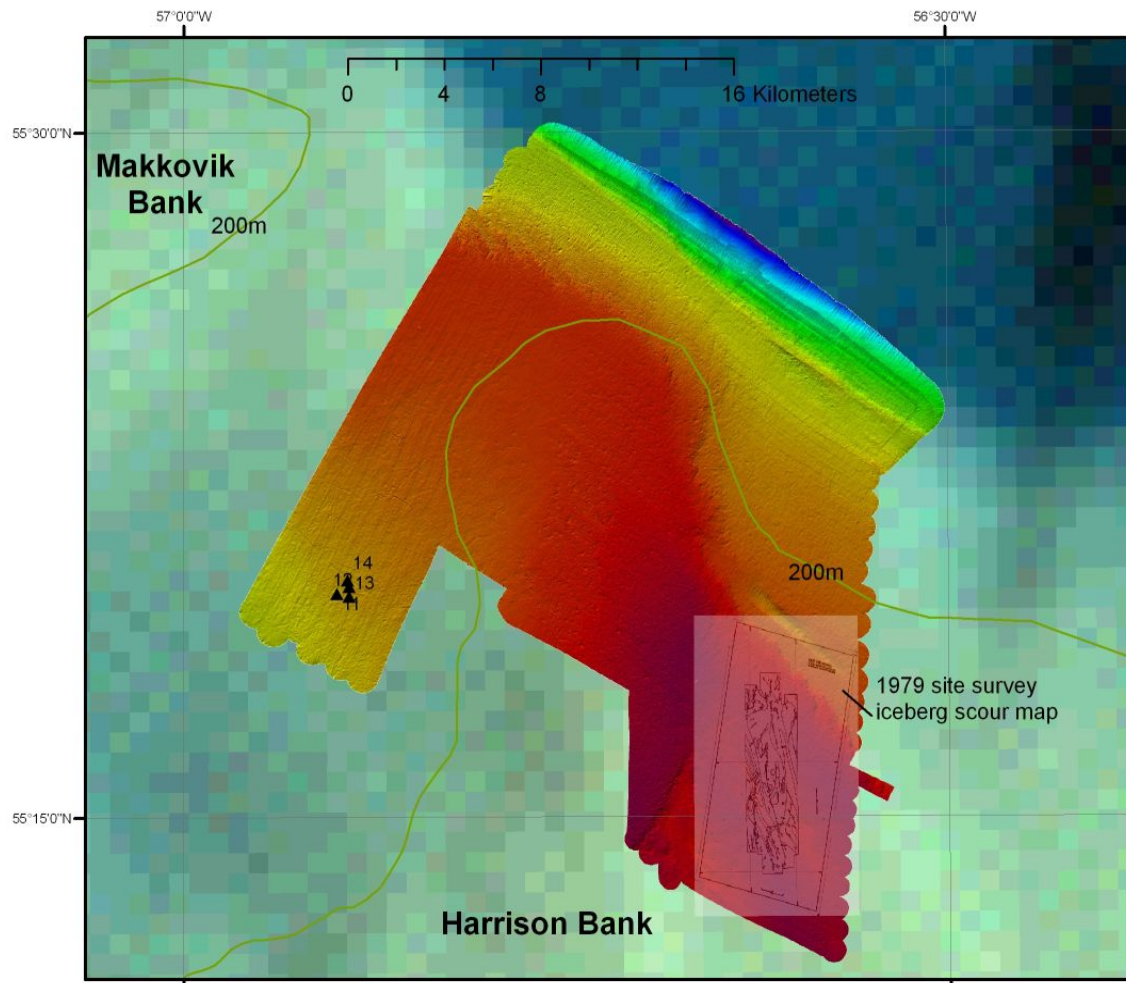 57°0'0"W
56°30'0"W
0
4
8
16 Kilometers
55°30'0"N
Makkovik
Bank
200m
14
13
11
200m
1979 site survey
iceberg scour map
55°15'0"N
Harrison Bank